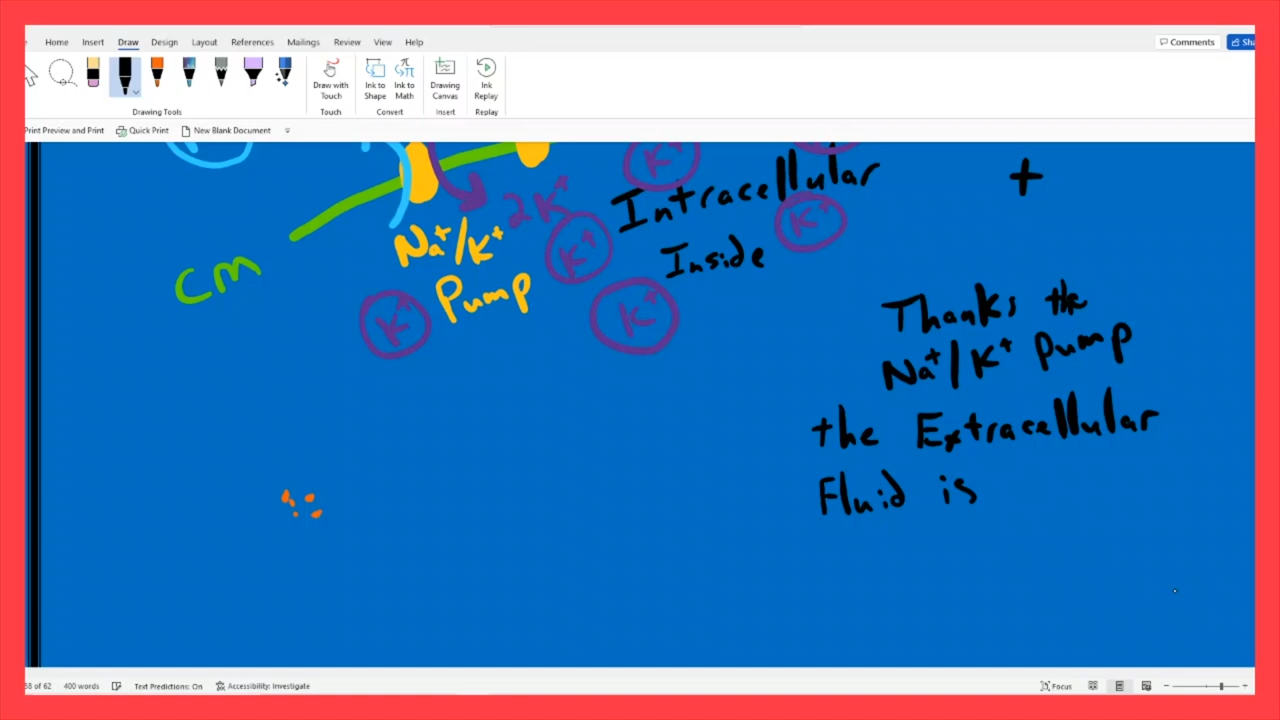 Home Insert Draw Design Layout References Mailings Review View Help
Comments
Draw with Touch
Ink to Shape
Ink to Math
Drawing Canvas
Ink Replay
Drawing Tools Touch Convert Insert Replay
Print Preview and Print Quick Print New Blank Document
K+
2K+
Intracellular
K+
+
Inside
Na+/K+
Pump
K+
CM
K+
K+
Thanks the
Na+/K+ Pump
the Extracellular
Fluid is
400 words
Text Predictions: On
Accessibility: Investigate
Focus